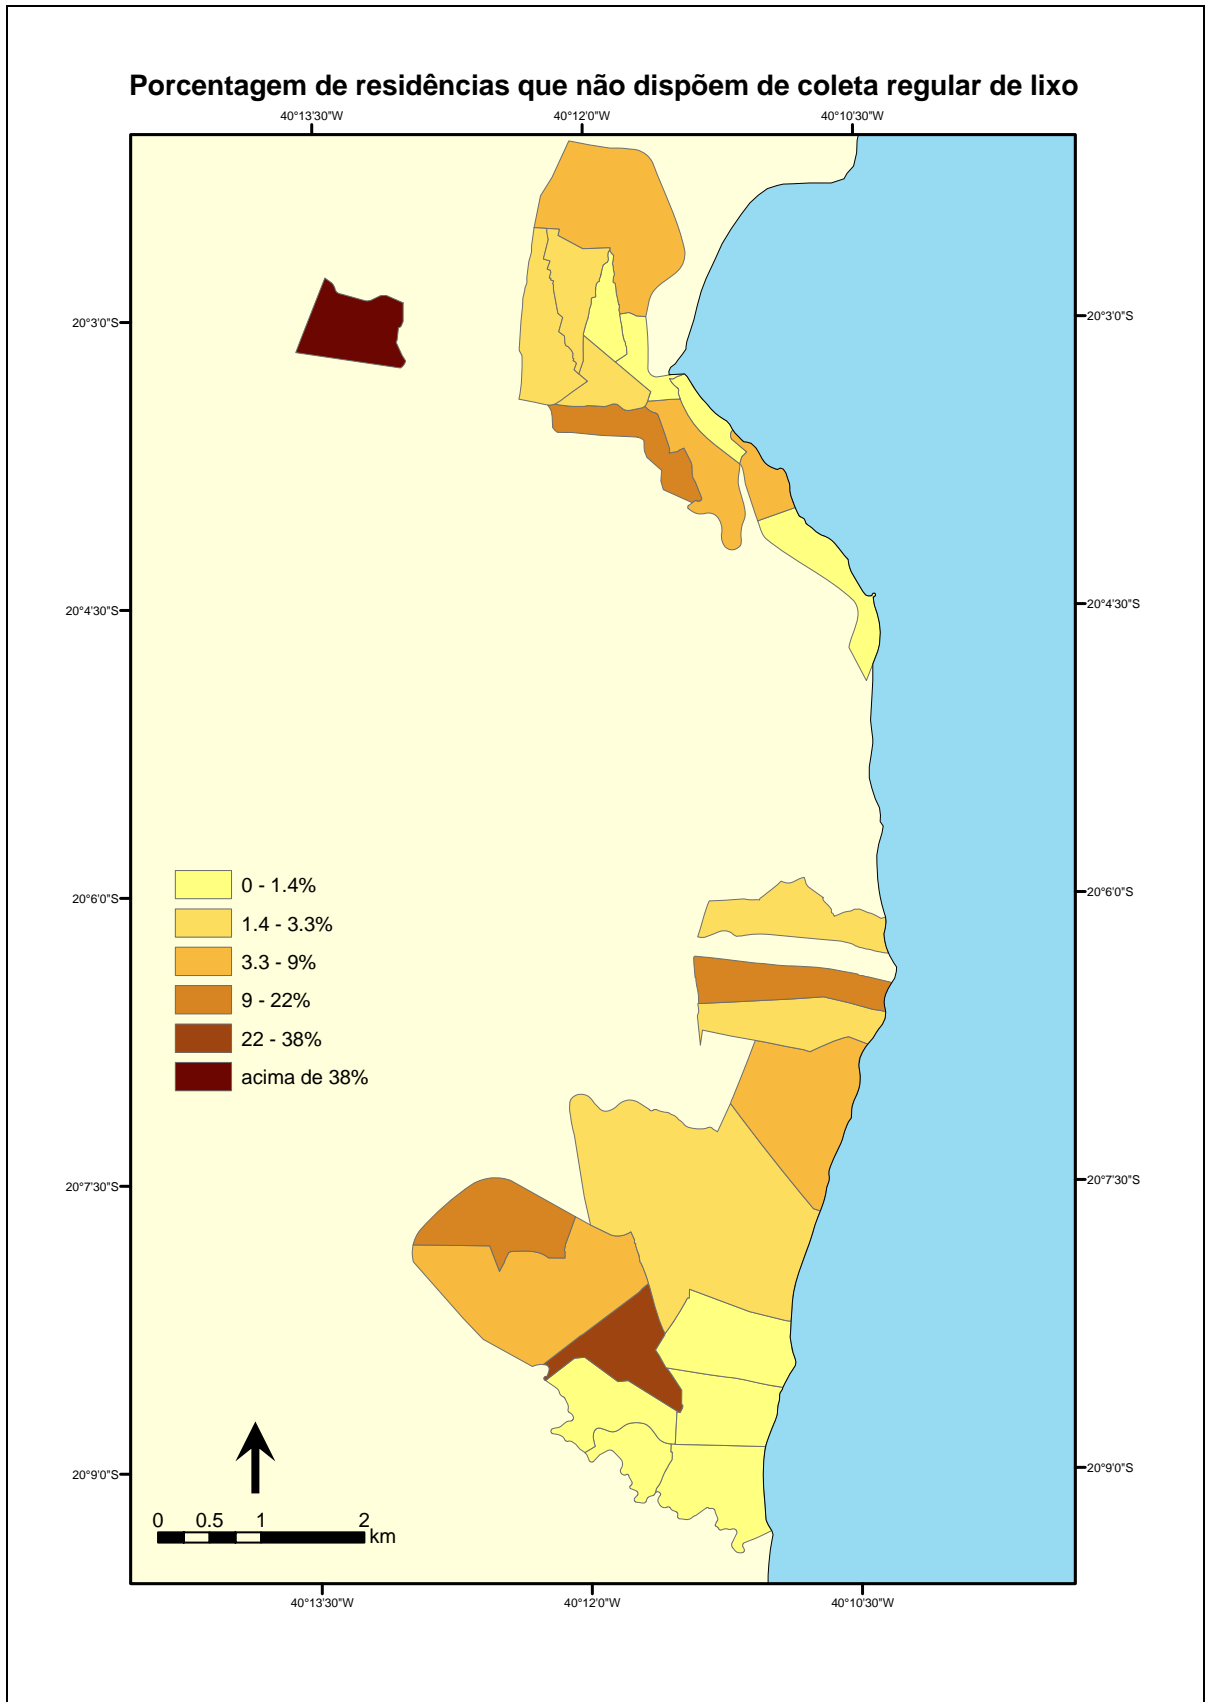 Porcentagem de residências que não dispõem de coleta regular de lixo
40°13'30"W 40°12'0"W 40°10'30"W
20°3'0"S 20°3'0"S
20°4'30"S 20°4'30"S
0 - 1.4%
20°6'0"S 20°6'0"S
1.4 - 3.3%
3.3 - 9%
9 - 22%
22 - 38%
acima de 38%
20°7'30"S 20°7'30"S
20°9'0"S 20°9'0"S
0 0.5 1 2
km
40°13'30"W 40°12'0"W 40°10'30"W